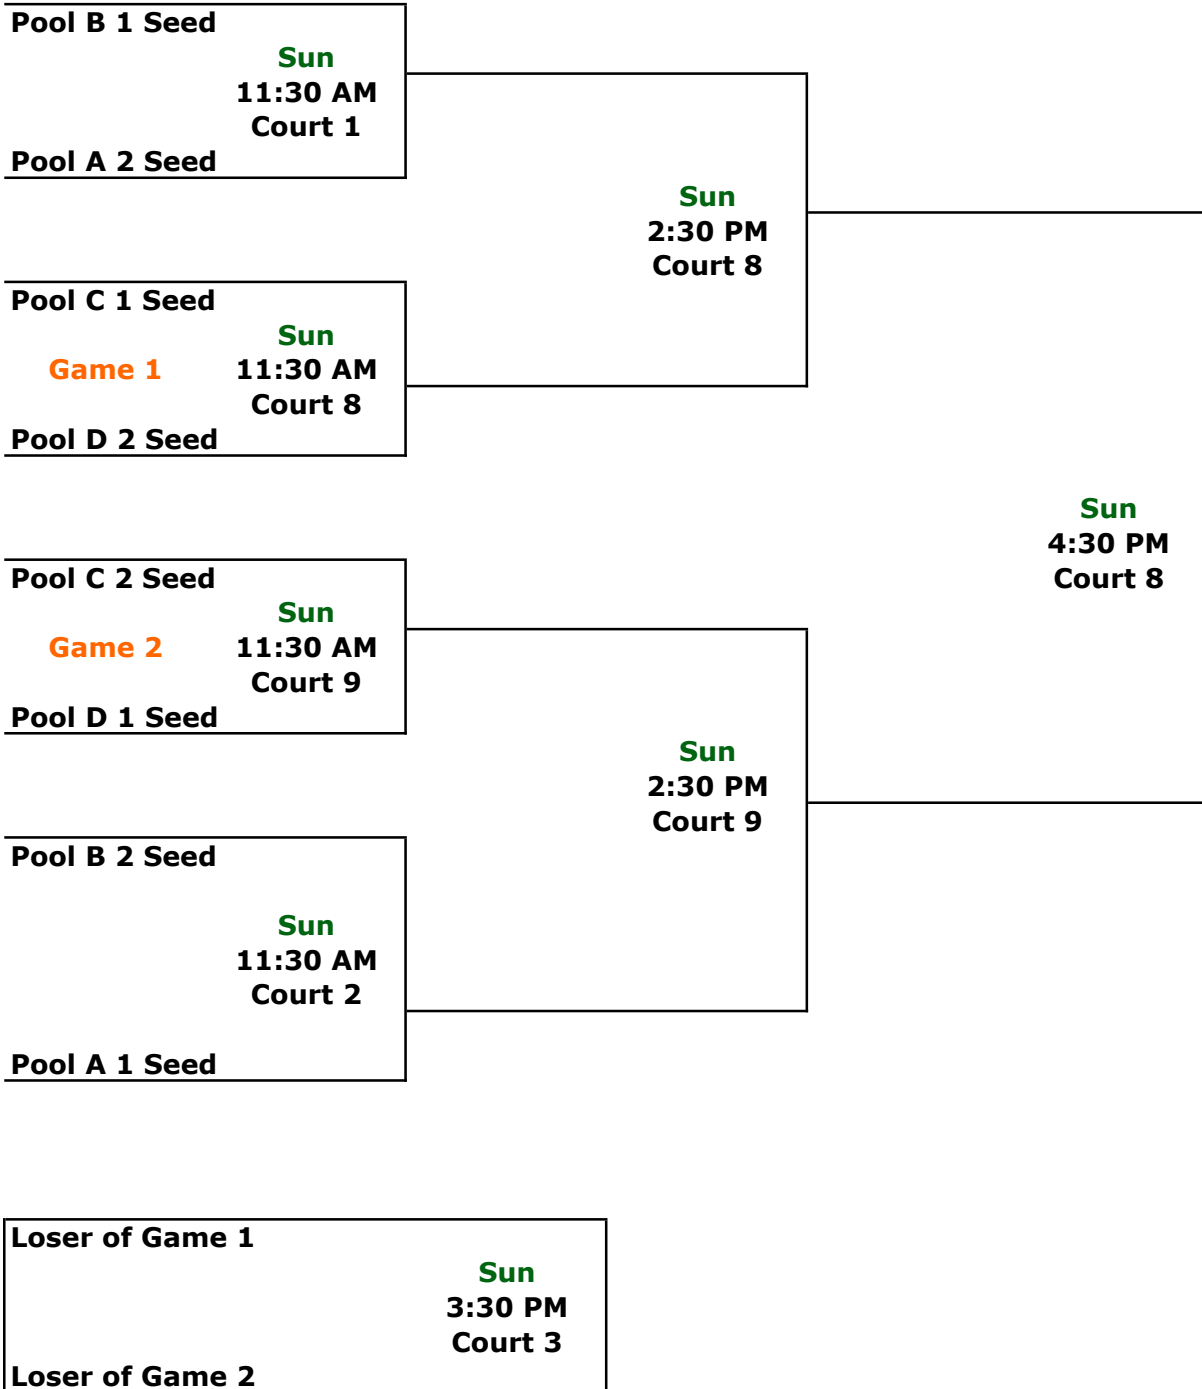 Pool B 1 Seed
Sun
11:30 AM
Court 1
Pool A 2 Seed
Sun
2:30 PM
Court 8
Pool C 1 Seed
Sun
Game 1 11:30 AM
Court 8
Pool D 2 Seed
Sun
4:30 PM
Court 8
Pool C 2 Seed
Sun
Game 2 11:30 AM
Court 9
Pool D 1 Seed
Sun
2:30 PM
Court 9
Pool B 2 Seed
Sun
11:30 AM
Court 2
Pool A 1 Seed
Loser of Game 1
Sun
3:30 PM
Court 3
Loser of Game 2